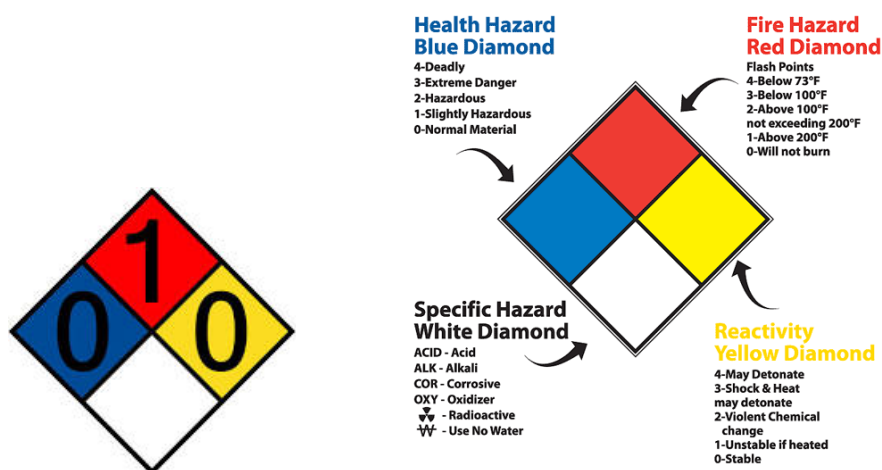 1
0
0
Health Hazard
Blue Diamond
4-Deadly
3-Extreme Danger
2-Hazardous
1-Slightly Hazardous
0-Normal Material
Fire Hazard
Red Diamond
Flash Points
4-Below 73°F
3-Below 100°F
2-Above 100°F
not exceeding 200°F
1-Above 200°F
0-Will not burn
Specific Hazard
White Diamond
ACID - Acid
ALK - Alkali
COR - Corrosive
OXY - Oxidizer
- Radioactive
W - Use No Water
Reactivity
Yellow Diamond
4-May Detonate
3-Shock & Heat
may detonate
2-Violent Chemical
change
1-Unstable if heated
0-Stable